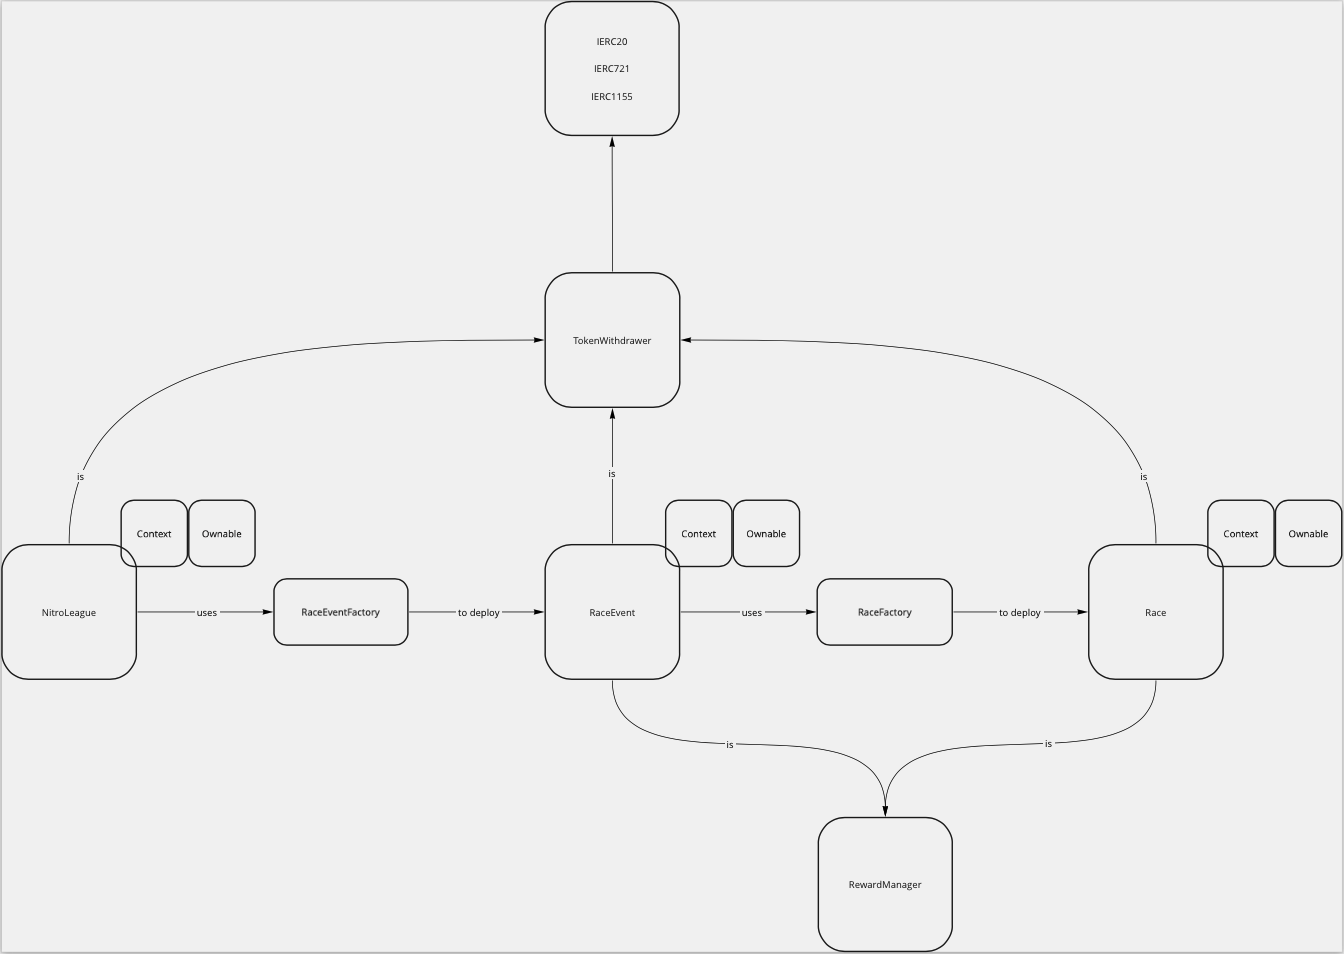 IERC20
IERC721
IERC1155
TokenWithdrawer
is
is
is
Context
Ownable
Context
Ownable
Context
Ownable
NitroLeague
uses
RaceEventFactory
to deploy
RaceEvent
uses
RaceFactory
to deploy
Race
is
is
RewardManager